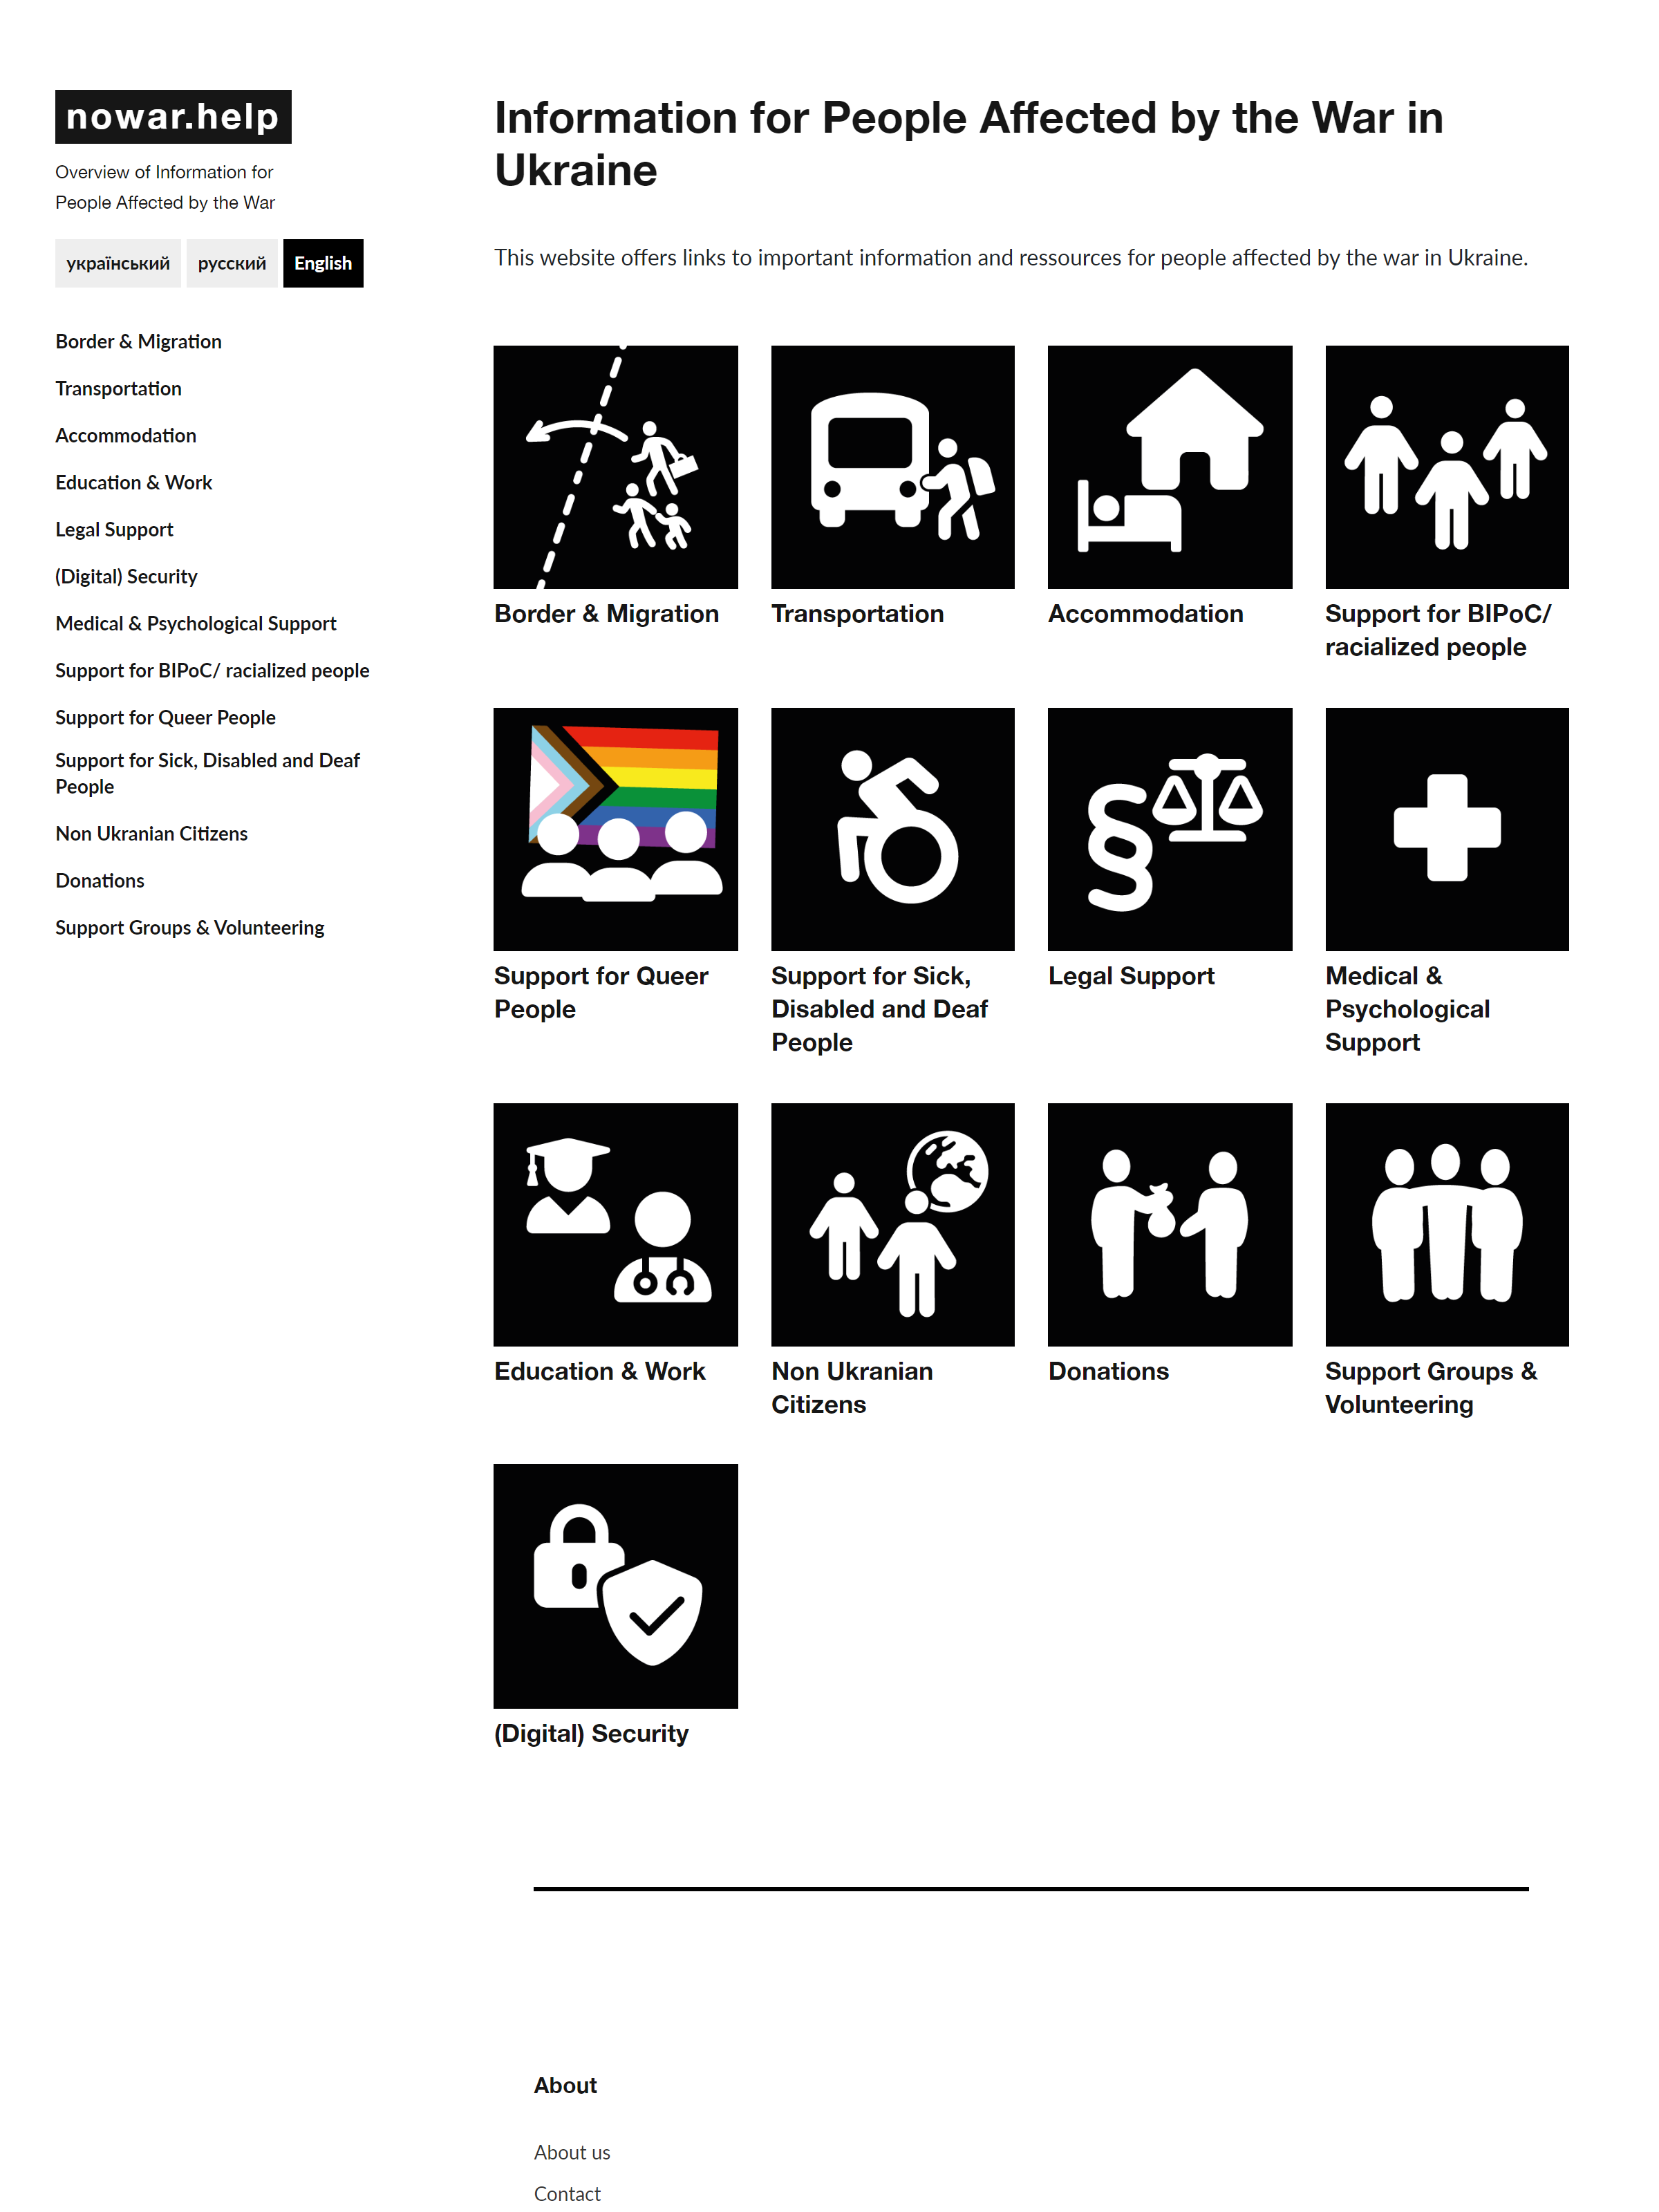 nowar.help
Overview of Information for
People Affected by the War
український русский English
Border & Migration
Transportation
Accommodation
Education & Work
Legal Support
(Digital) Security
Medical & Psychological Support
Support for BIPoC/ racialized people
Support for Queer People
Support for Sick, Disabled and Deaf
People
Non Ukranian Citizens
Donations
Support Groups & Volunteering
Information for People Affected by the War in
Ukraine
This website offers links to important information and ressources for people affected by the war in Ukraine.
Border & Migration
Transportation
Accommodation
Support for BIPoC/
racialized people
Support for Queer
People
Support for Sick,
Disabled and Deaf
People
§
Legal Support
Medical &
Psychological
Support
Education & Work
Non Ukranian
Citizens
Donations
Support Groups &
Volunteering
(Digital) Security
About
About us
Contact